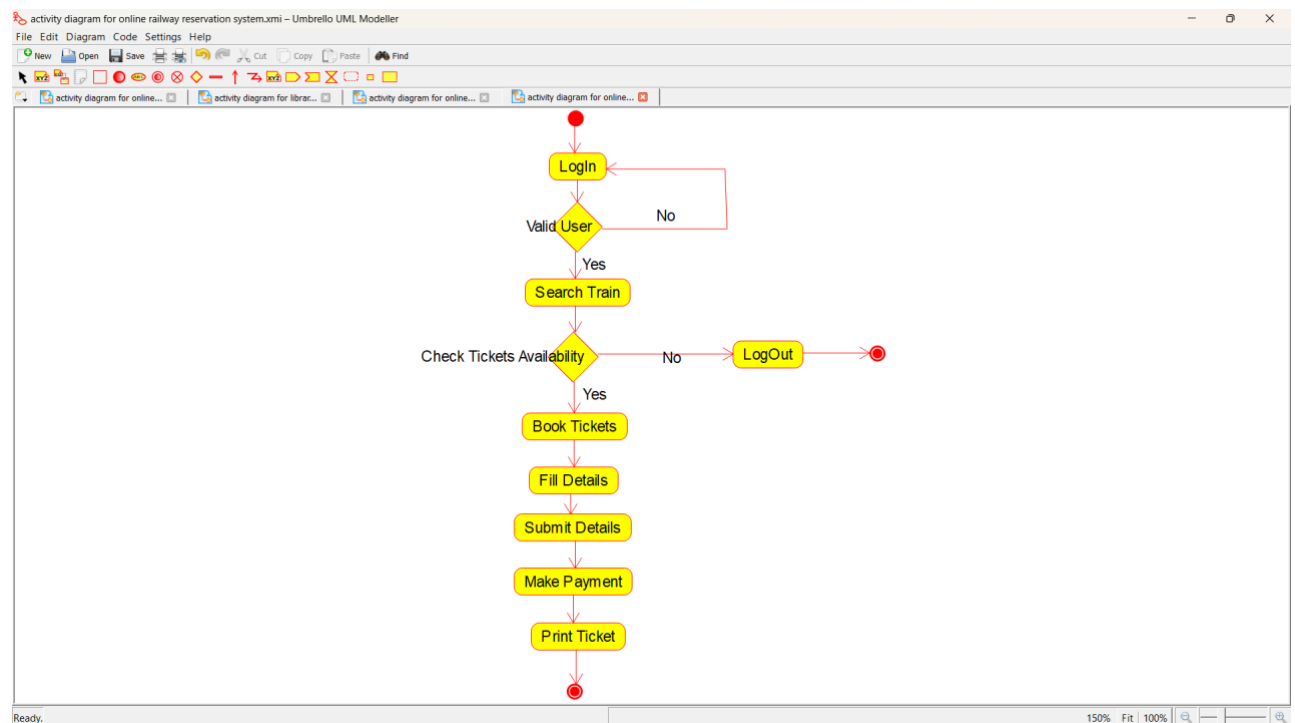 activity diagram for online railway reservation system.xmi – Umbrello UML Modeller
File Edit Diagram Code Settings Help
New Open Save Cut Copy Paste Find
XYZ
activity diagram for online... activity diagram for librar... activity diagram for online... activity diagram for online...
LogIn
Valid User
No
Yes
Search Train
Check Tickets Availability
No
LogOut
Yes
Book Tickets
Fill Details
Submit Details
Make Payment
Print Ticket
Ready.
150% Fit 100%